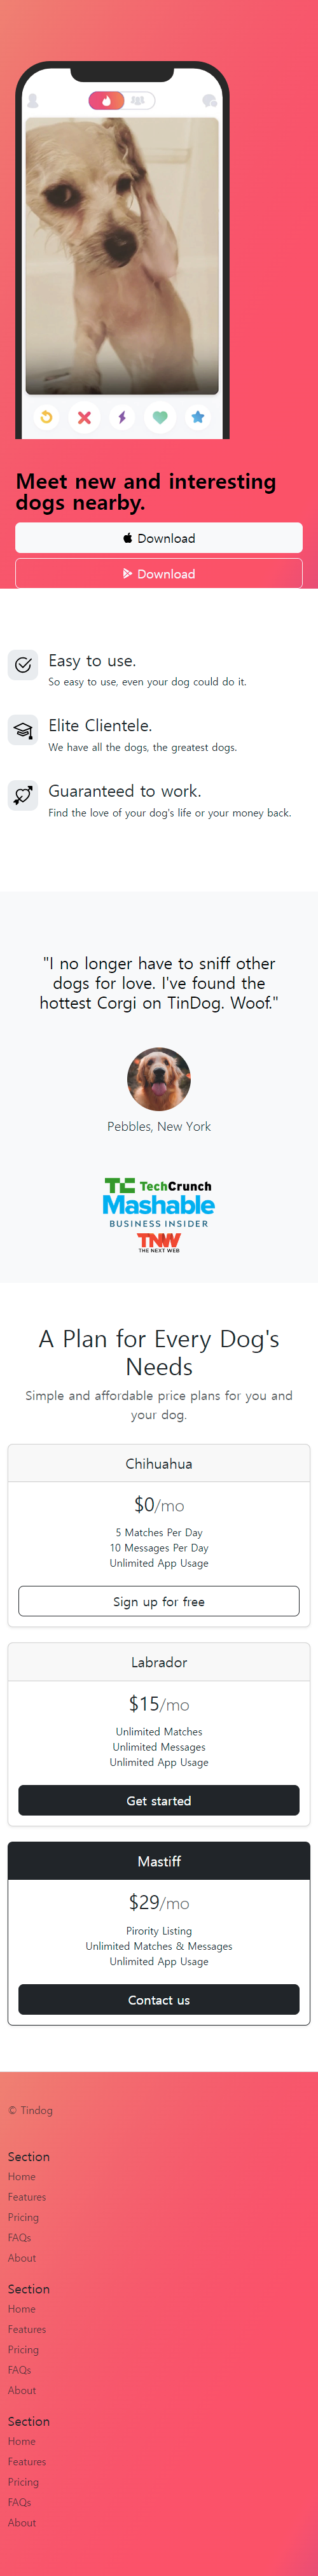 Meet new and interesting
dogs nearby.
Download
Download
Easy to use.
So easy to use, even your dog could do it.
Elite Clientele.
We have all the dogs, the greatest dogs.
Guaranteed to work.
Find the love of your dog's life or your money back.
"I no longer have to sniff other
dogs for love. I've found the
hottest Corgi on TinDog. Woof."
Pebbles, New York
TC TechCrunch
Mashable
BUSINESS INSIDER
TNW
THE NEXT WEB
A Plan for Every Dog's
Needs
Simple and affordable price plans for you and
your dog.
Chihuahua
$0/mo
5 Matches Per Day
10 Messages Per Day
Unlimited App Usage
Sign up for free
Labrador
$15/mo
Unlimited Matches
Unlimited Messages
Unlimited App Usage
Get started
Mastiff
$29/mo
Pirority Listing
Unlimited Matches & Messages
Unlimited App Usage
Contact us
© Tindog
Section
Home
Features
Pricing
FAQs
About
Section
Home
Features
Pricing
FAQs
About
Section
Home
Features
Pricing
FAQs
About